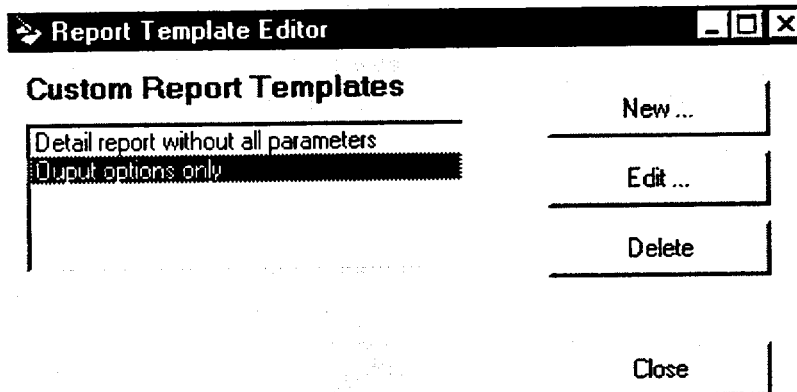 Report Template Editor
Custom Report Templates
Detail report without all parameters
Ouput options only
New ...
Edit ...
Delete
Close